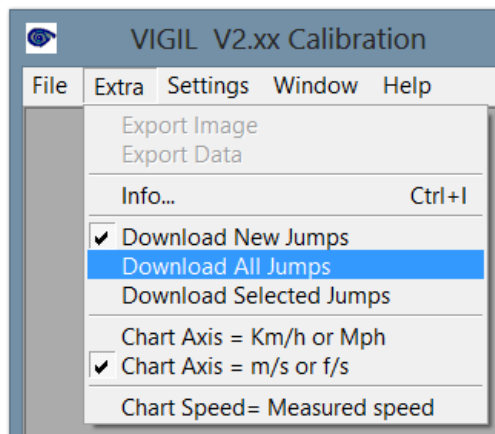 VIGIL V2.xx Calibration
File Extra Settings Window Help
Export Image
Export Data
Info... Ctrl+I
Download New Jumps
Download All Jumps
Download Selected Jumps
Chart Axis = Km/h or Mph
Chart Axis = m/s or f/s
Chart Speed= Measured speed